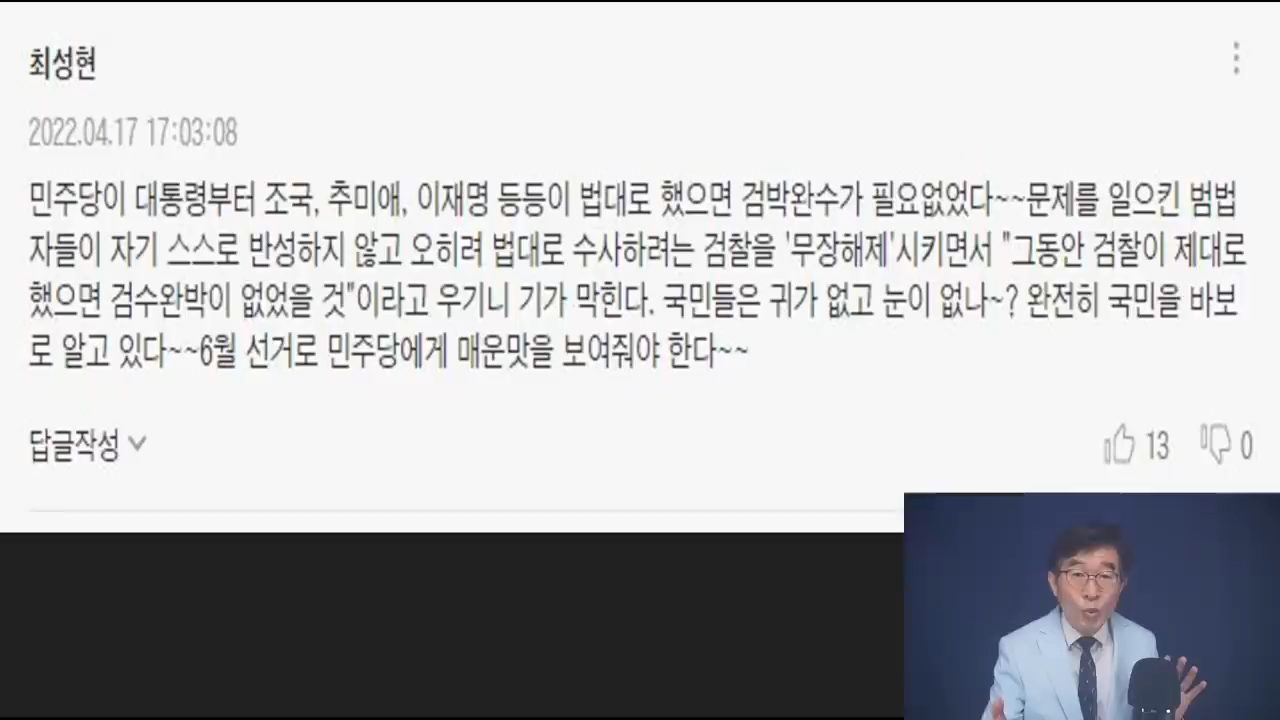 최성현
2022.04.17 17:03:08
민주당이 대통령부터 조국, 추미애, 이재명 등등이 법대로 했으면 검박완수가 필요없었다~~문제를 일으킨 범법
자들이 자기 스스로 반성하지 않고 오히려 법대로 수사하려는 검찰을 '무장해제'시키면서 "그동안 검찰이 제대로
했으면 검수완박이 없었을 것"이라고 우기니 기가 막힌다. 국민들은 귀가 없고 눈이 없나~? 완전히 국민을 바보
로 알고 있다~~6월 선거로 민주당에게 매운맛을 보여줘야 한다~~
답글작성
13 0